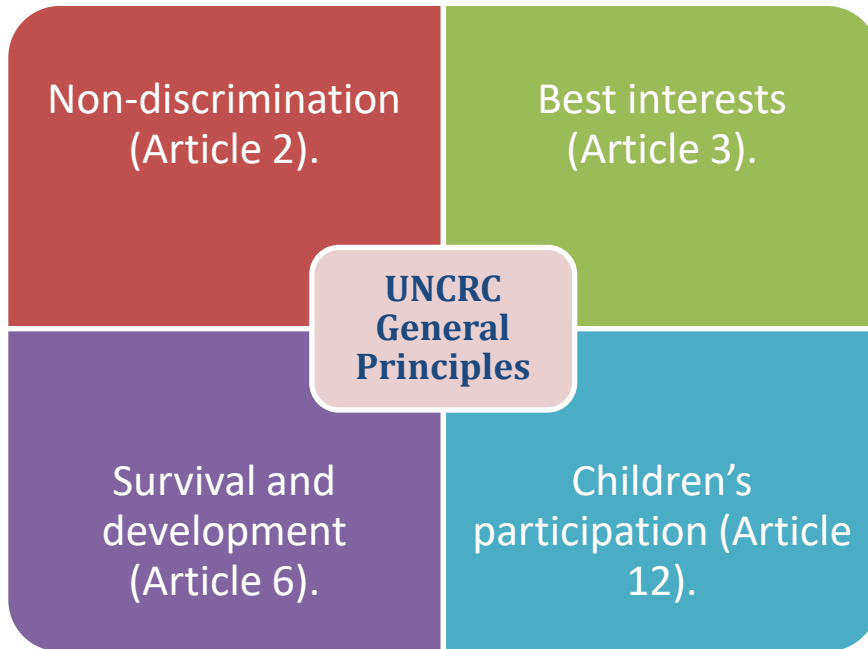 Non-discrimination
(Article 2).
Best interests
(Article 3).
UNCRC
General
Principles
Survival and
development
(Article 6).
Children’s
participation (Article
12).